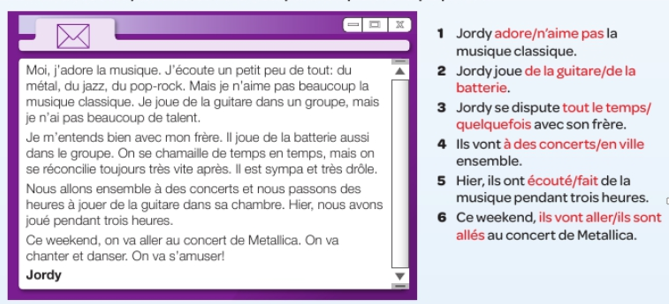 Moi, j'adore la musique. J'écoute un petit peu de tout: du
métal, du jazz, du pop-rock. Mais je n'aime pas beaucoup la
musique classique. Je joue de la guitare dans un groupe, mais
je n'ai pas beaucoup de talent.
Je m'entends bien avec mon frère. Il joue de la batterie aussi
dans le groupe. On se chamaille de temps en temps, mais on
se réconcilie toujours très vite après. Il est sympa et très drôle.
Nous allons ensemble à des concerts et nous passons des
heures à jouer de la guitare dans sa chambre. Hier, nous avons
joué pendant trois heures.
Ce weekend, on va aller au concert de Metallica. On va
chanter et danser. On va s'amuser!
Jordy
1 Jordy adore/n'aime pas la
musique classique.
2 Jordy joue de la guitare/de la
batterie.
3 Jordy se dispute tout le temps/
quelquefois avec son frère.
4 Ils vont à des concerts/en ville
ensemble.
5 Hier, ils ont écouté/fait de la
musique pendant trois heures.
6 Ce weekend, ils vont aller/ils sont
allés au concert de Metallica.